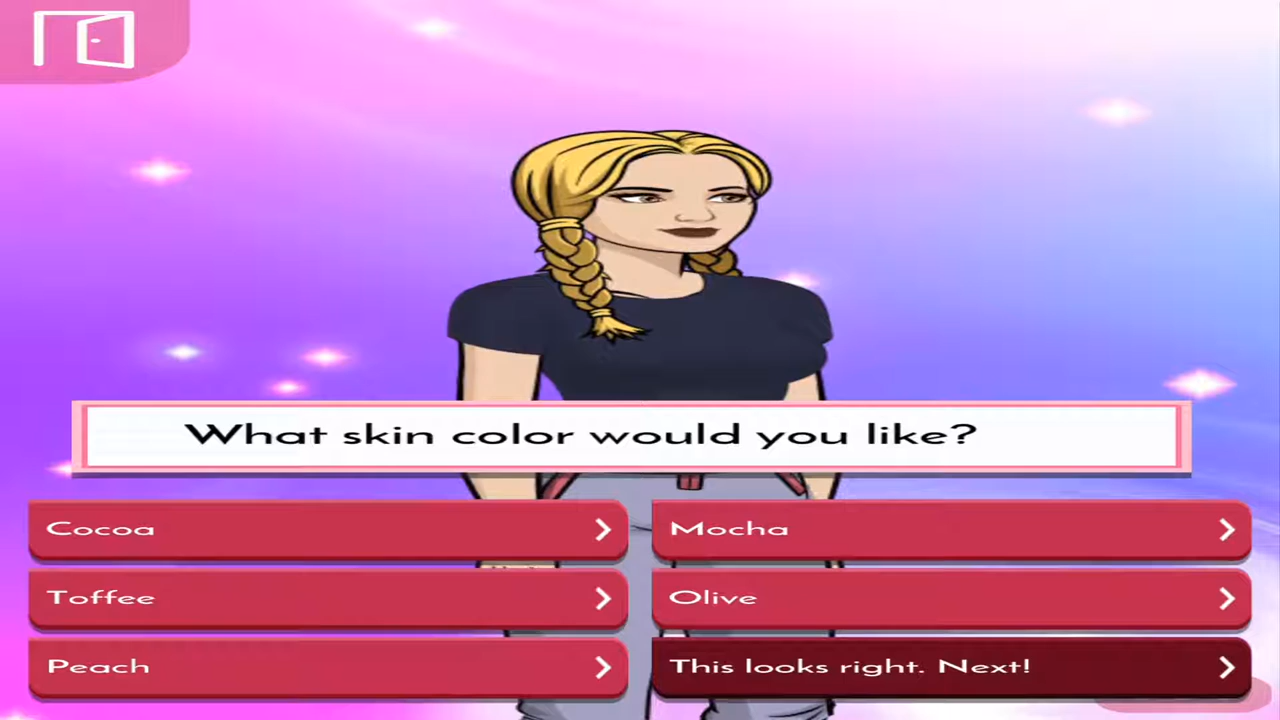 What skin color would you like?
Cocoa
Mocha
Toffee
Olive
Peach
This looks right. Next!